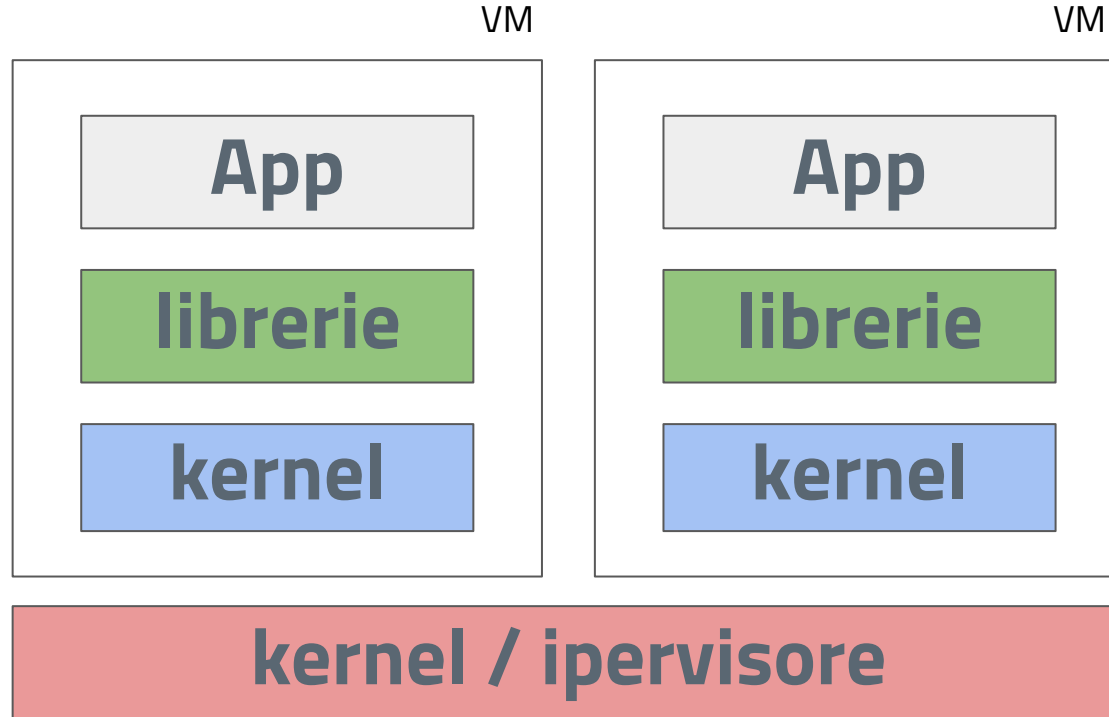 VM
VM
App
App
librerie
librerie
kernel
kernel
kernel / ipervisore